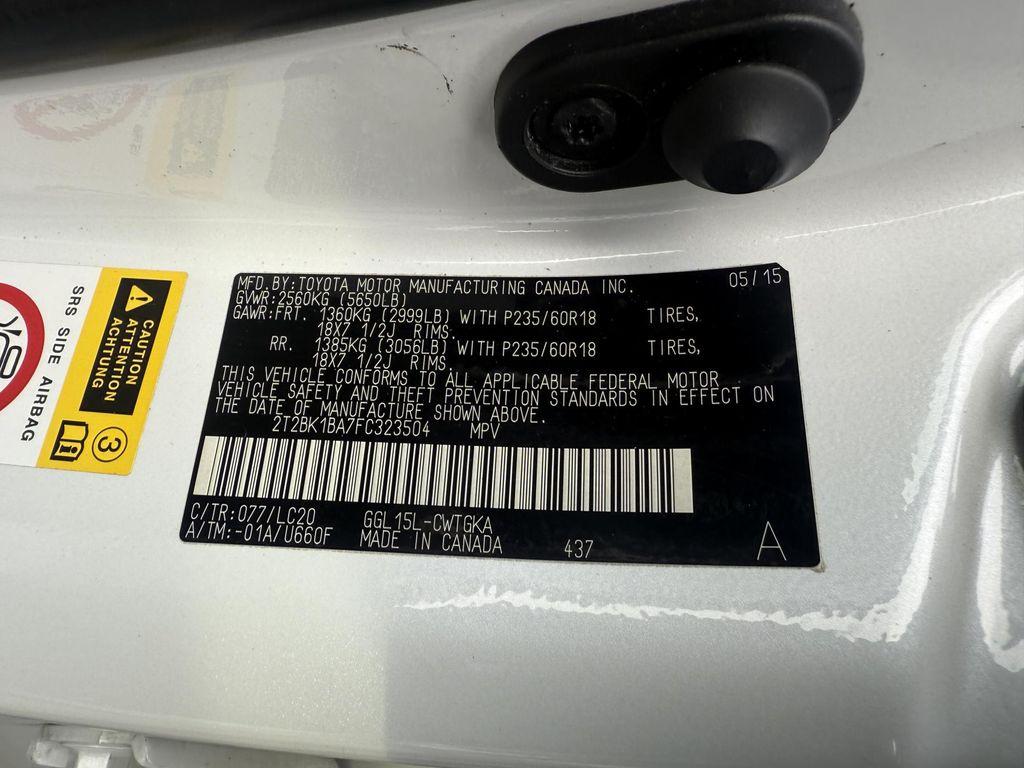 MFD.BY:TOYOTA MOTOR MANUFACTURING CANADA INC. 05/15
GVWR:2560KG (5650LB)
GAWR:FRT. 1360KG (2999LB) WITH P235/60R18 TIRES,
18X7 1/2J RIMS.
RR. 1385KG (3056LB) WITH P235/60R18 TIRES,
18X7 1/2J RIMS.
THIS VEHICLE CONFORMS TO ALL APPLICABLE FEDERAL MOTOR
VEHICLE SAFETY AND THEFT PREVENTION STANDARDS IN EFFECT ON
THE DATE OF MANUFACTURE SHOWN ABOVE.
2T2BK1BA7FC323504 MPV
C/TR:077/LC20 GGL15L-CWTGKA
A/TM:-01A/U660F MADE IN CANADA 437 A
SRS SIDE AIRBAG
CAUTION
ATTENTION
ACHTUNG
3